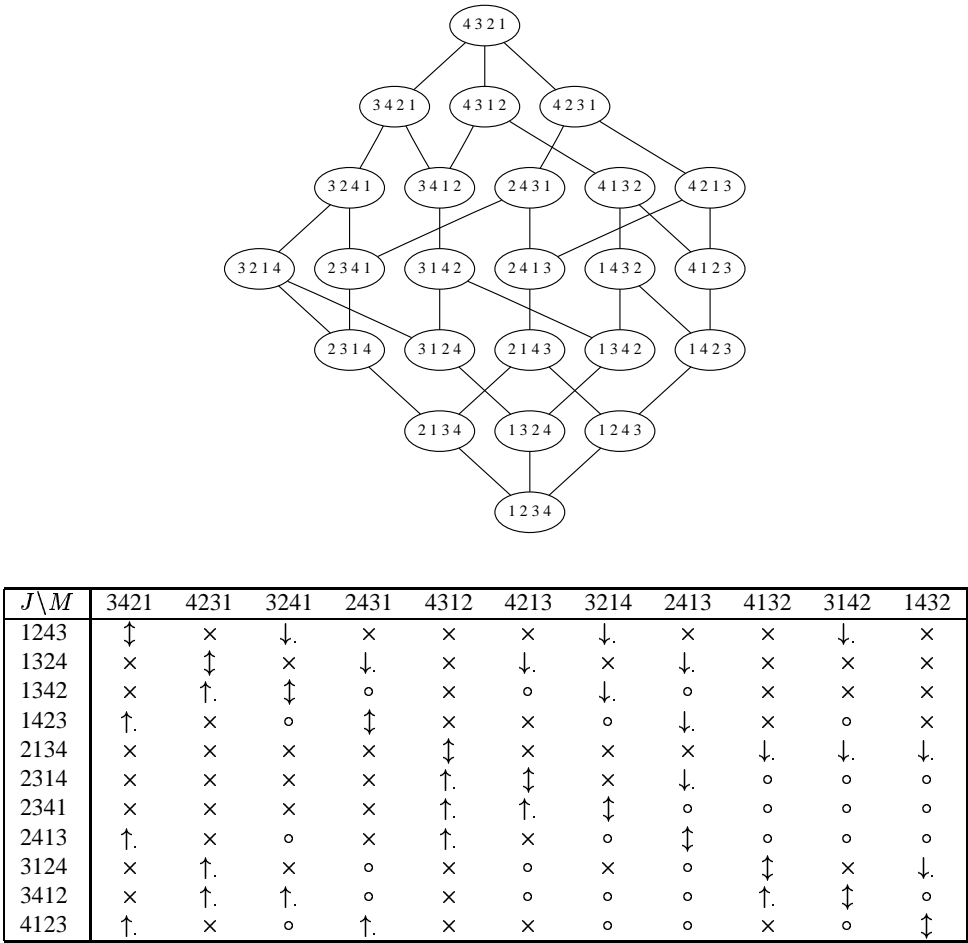 4 3 2 1
3 4 2 1 4 3 1 2 4 2 3 1
3 2 4 1 3 4 1 2 2 4 3 1 4 1 3 2 4 2 1 3
3 2 1 4 2 3 4 1 3 1 4 2 2 4 1 3 1 4 3 2 4 1 2 3
2 3 1 4 3 1 2 4 2 1 4 3 1 3 4 2 1 4 2 3
2 1 3 4 1 3 2 4 1 2 4 3
1 2 3 4
J\M 3421 4231 3241 2431 4312 4213 3214 2413 4132 3142 1432
1243 ↕ × ↓. × × × ↓. × × ↓. ×
1324 × ↕ × ↓. × ↓. × ↓. × × ×
1342 × ↑. ↕ ∘ × ∘ ↓. ∘ × × ×
1423 ↑. × ∘ ↕ × × ∘ ↓. × ∘ ×
2134 × × × × ↕ × × × ↓. ↓. ↓.
2314 × × × × ↑. ↕ × ↓. ∘ ∘ ∘
2341 × × × × ↑. ↑. ↕ ∘ ∘ ∘ ∘
2413 ↑. × ∘ × ↑. × ∘ ↕ ∘ ∘ ∘
3124 × ↑. × ∘ × ∘ × ∘ ↕ × ↓.
3412 × ↑. ↑. ∘ × ∘ ∘ ∘ ↑. ↕ ∘
4123 ↑. × ∘ ↑. × × ∘ ∘ × ∘ ↕